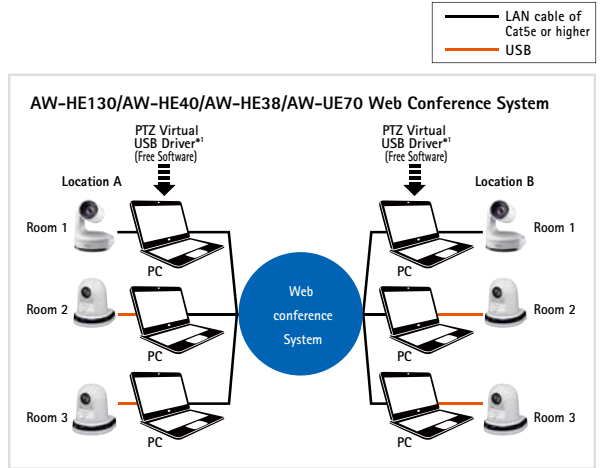 LAN cable of
Cat5e or higher
USB
AW-HE130/AW-HE40/AW-HE38/AW-UE70 Web Conference System
PTZ Virtual
USB Driver*1
(Free Software)
PTZ Virtual
USB Driver*1
(Free Software)
Location A
Location B
Room 1
PC
PC
Room 1
Room 2
PC
Web
conference
System
PC
Room 2
Room 3
PC
PC
Room 3